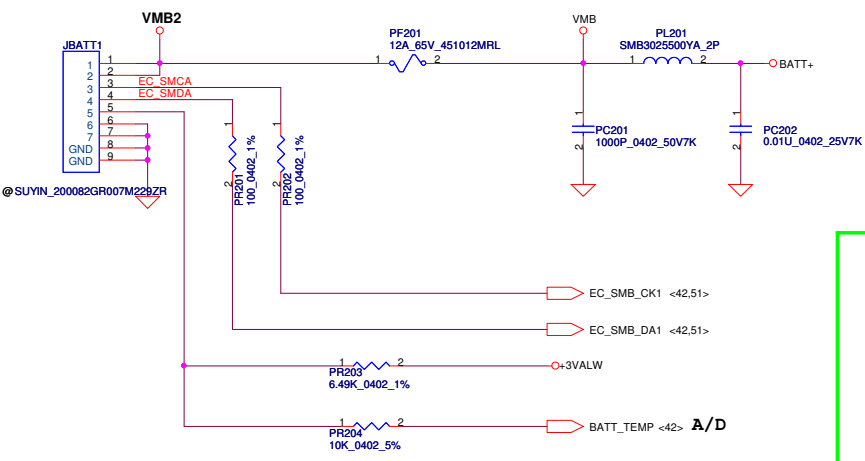 VMB2
JBATT1
1 1
2 2
3 3 EC_SMCA
4 4 EC_SMDA
5 5
6 6
7 7
GND 8
GND 9
@SUYIN_200082GR007M229ZR
PF201
12A_65V_451012MRL
1 2
VMB
PL201
SMB3025500YA_2P
1 2
BATT+
1
PC201
1000P_0402_50V7K
2
1
PC202
0.01U_0402_25V7K
2
1 2
PR201
100_0402_1%
1 2
PR202
100_0402_1%
EC_SMB_CK1 <42,51>
EC_SMB_DA1 <42,51>
1 2
PR203
6.49K_0402_1%
+3VALW
1 2
PR204
10K_0402_5%
BATT_TEMP <42> A/D